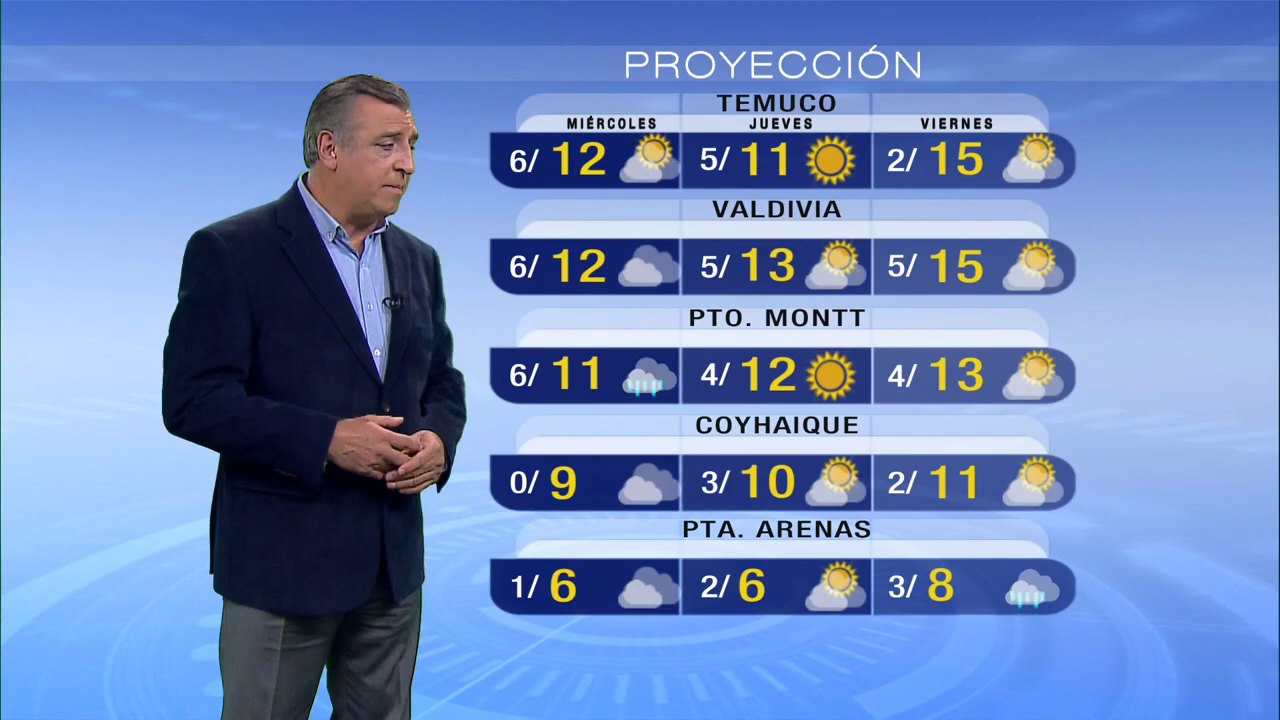 PROYECCIÓN
TEMUCO
MIÉRCOLES JUEVES VIERNES
6/ 12 5/ 11 2/ 15
VALDIVIA
6/ 12 5/ 13 5/ 15
PTO. MONTT
6/ 11 4/ 12 4/ 13
COYHAIQUE
0/ 9 3/ 10 2/ 11
PTA. ARENAS
1/ 6 2/ 6 3/ 8